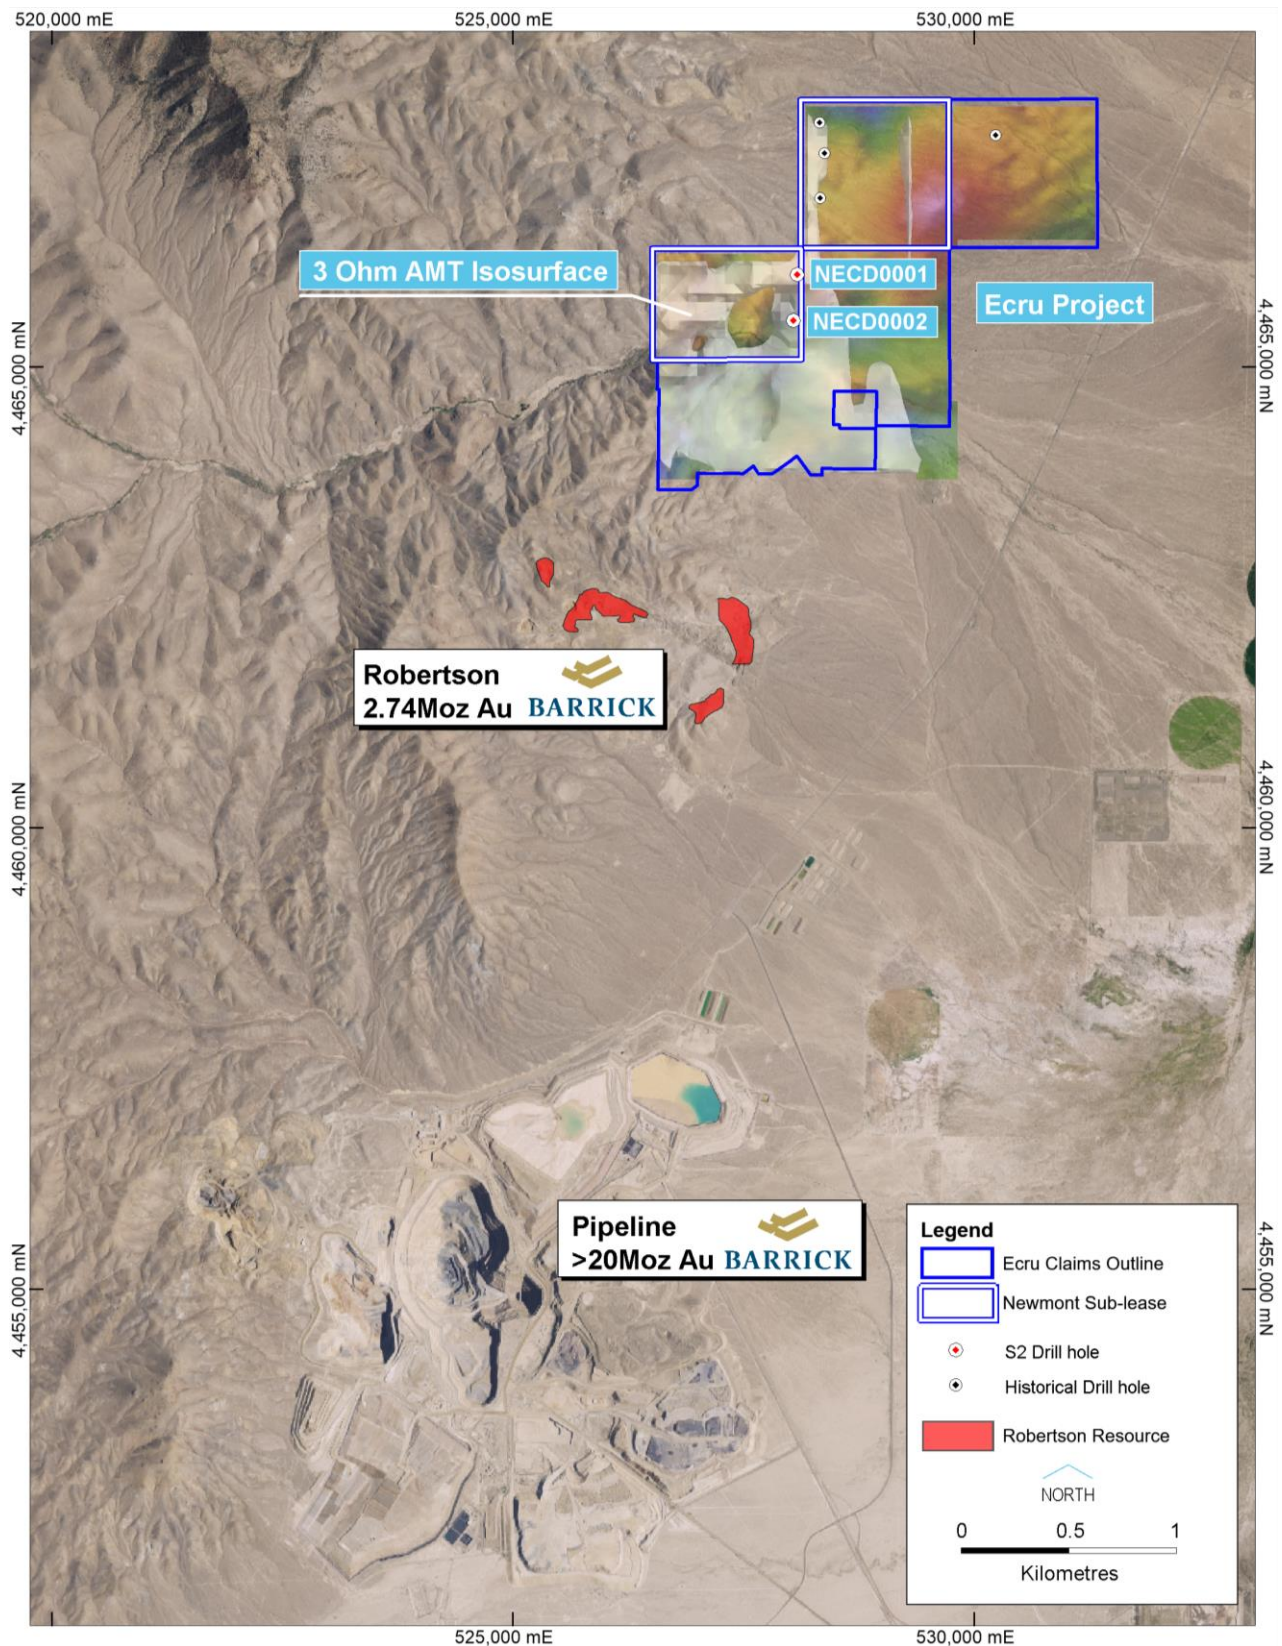 520,000 mE
525,000 mE
530,000 mE
3 Ohm AMT Isosurface
NECD0001
NECD0002
Ecru Project
4,465,000 mN
4,465,000 mN
Robertson
2.74Moz Au BARRICK
4,460,000 mN
4,460,000 mN
Pipeline
>20Moz Au BARRICK
4,455,000 mN
4,455,000 mN
Legend
Ecru Claims Outline
Newmont Sub-lease
S2 Drill hole
Historical Drill hole
Robertson Resource
NORTH
0 0.5 1
Kilometres
525,000 mE
530,000 mE